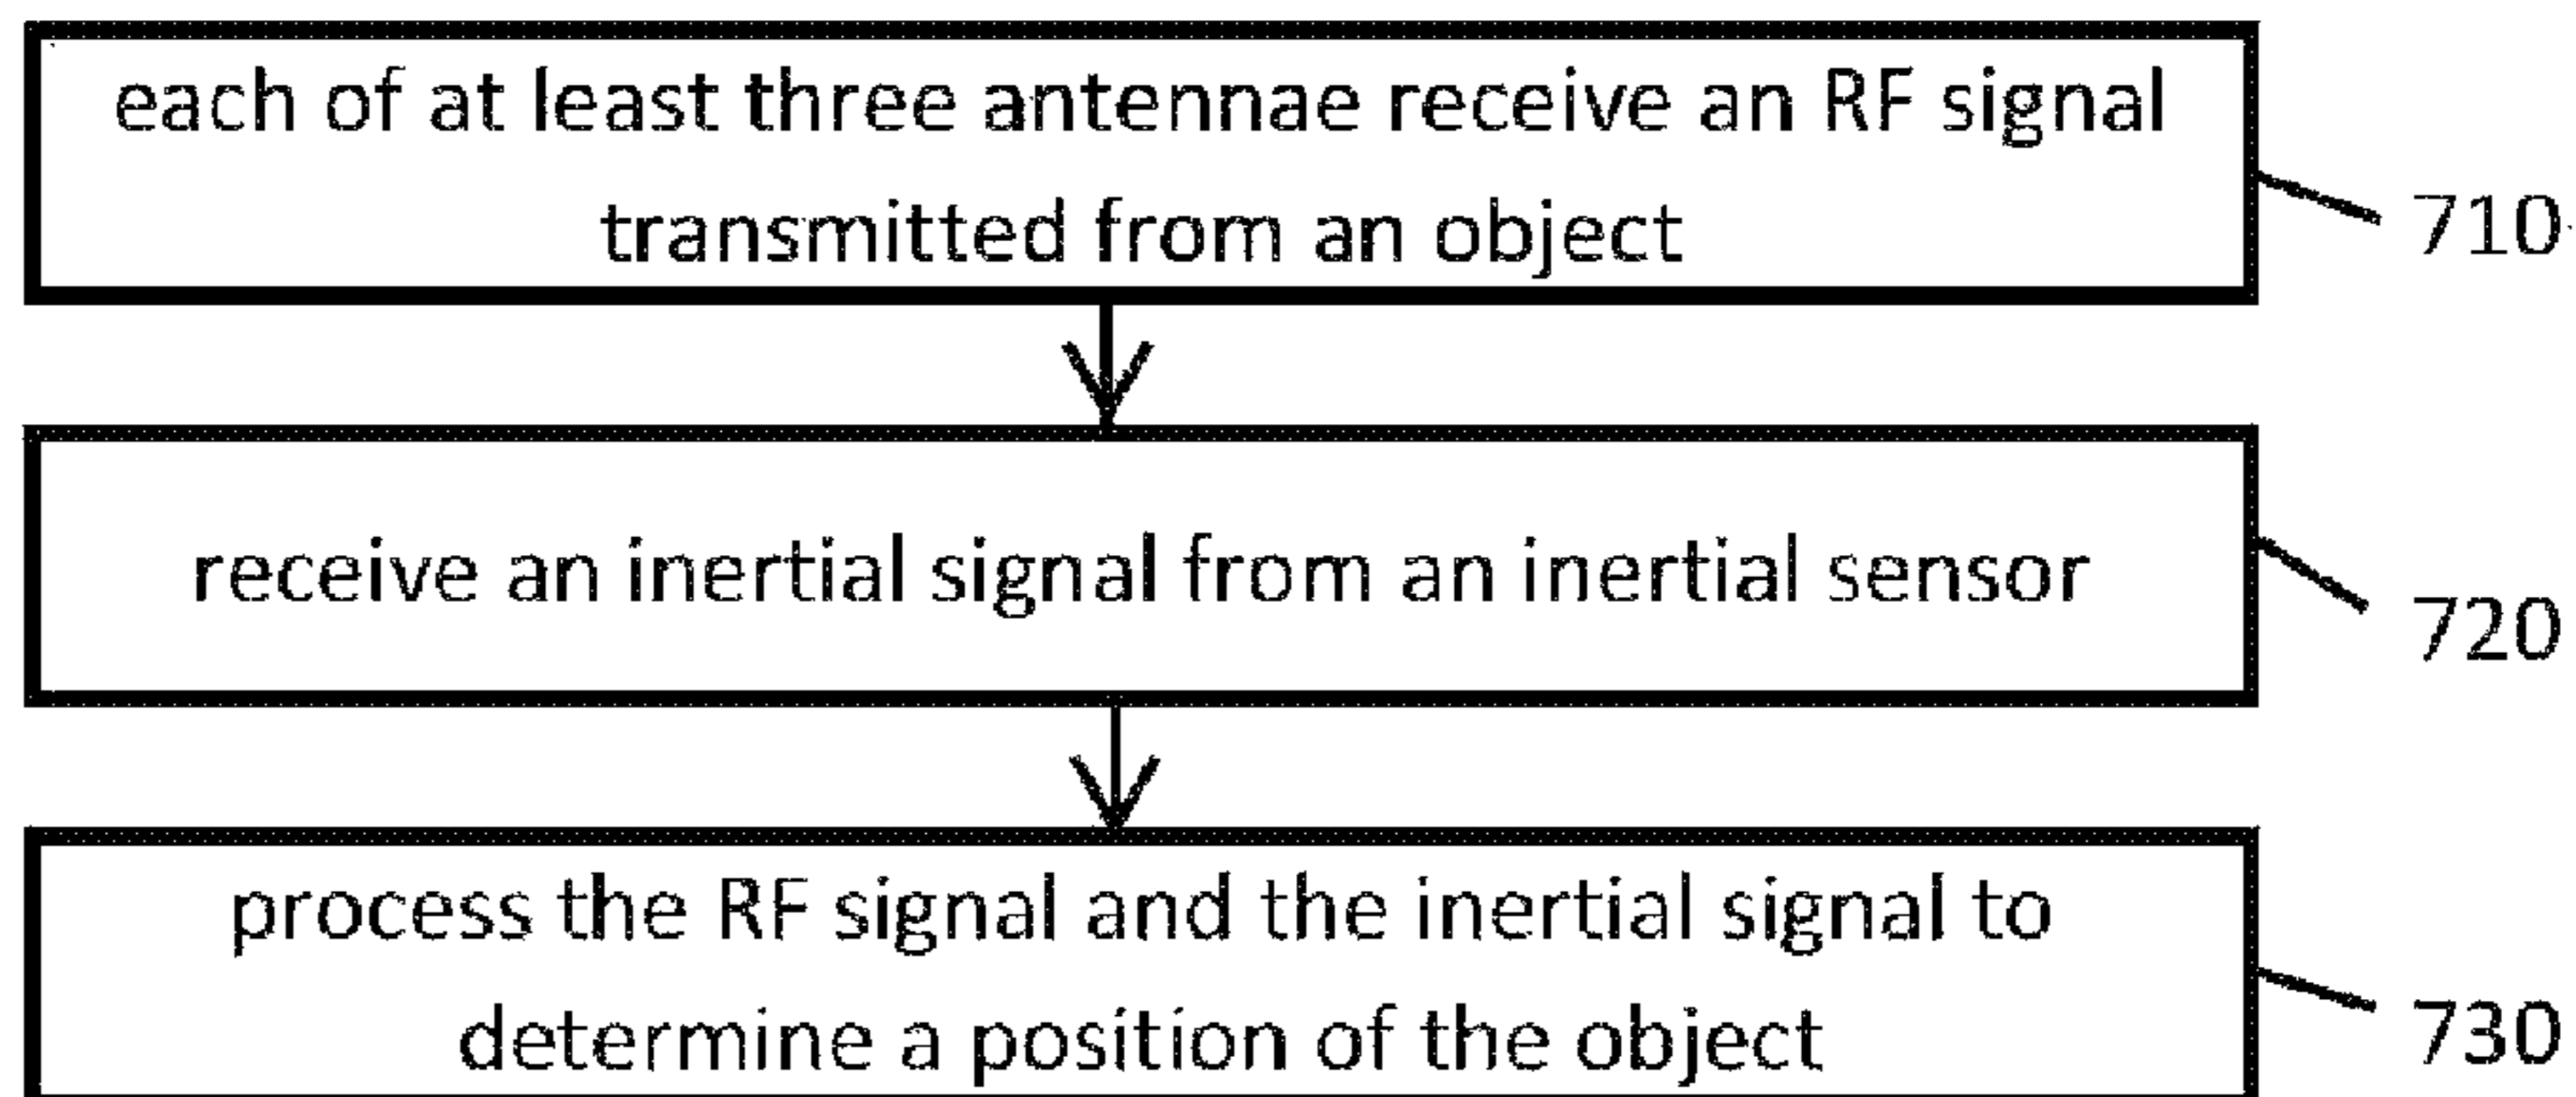 each of at least three antennae receive an RF signal
transmitted from an object
710
receive an inertial signal from an inertial sensor
720
process the RF signal and the inertial signal to
determine a position of the object
730